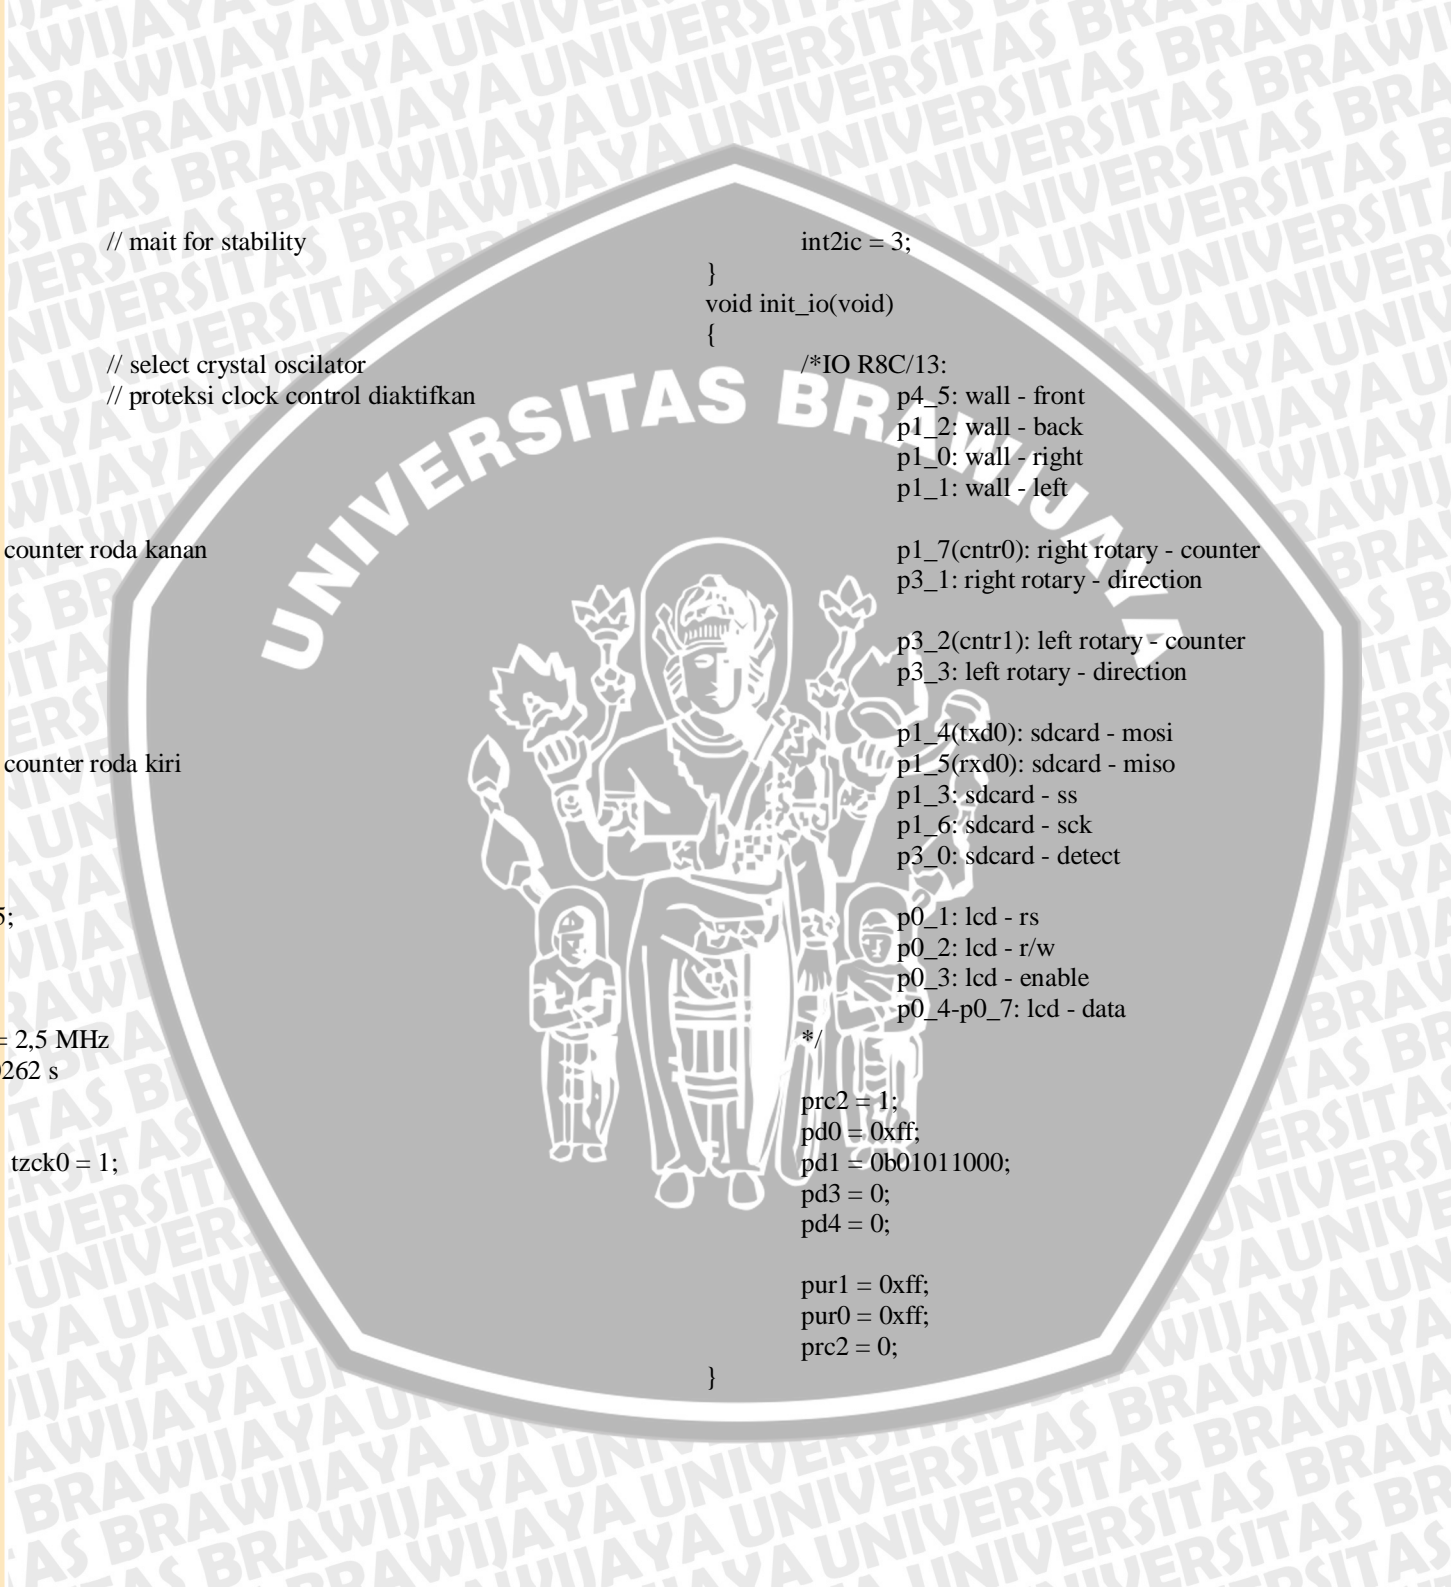 // mait for stability
// select crystal oscilator
// proteksi clock control diaktifkan
counter roda kanan
counter roda kiri
5;
= 2,5 MHz
0262 s
tzck0 = 1;
int2ic = 3;
}
void init_io(void)
{
/*IO R8C/13:
p4_5: wall - front
p1_2: wall - back
p1_0: wall - right
p1_1: wall - left
p1_7(cntr0): right rotary - counter
p3_1: right rotary - direction
p3_2(cntr1): left rotary - counter
p3_3: left rotary - direction
p1_4(txd0): sdcard - mosi
p1_5(rxd0): sdcard - miso
p1_3: sdcard - ss
p1_6: sdcard - sck
p3_0: sdcard - detect
p0_1: lcd - rs
p0_2: lcd - r/w
p0_3: lcd - enable
p0_4-p0_7: lcd - data
*/
prc2 = 1;
pd0 = 0xff;
pd1 = 0b01011000;
pd3 = 0;
pd4 = 0;
pur1 = 0xff;
pur0 = 0xff;
prc2 = 0;
}
UNIVERSITAS BRAWIJAYA